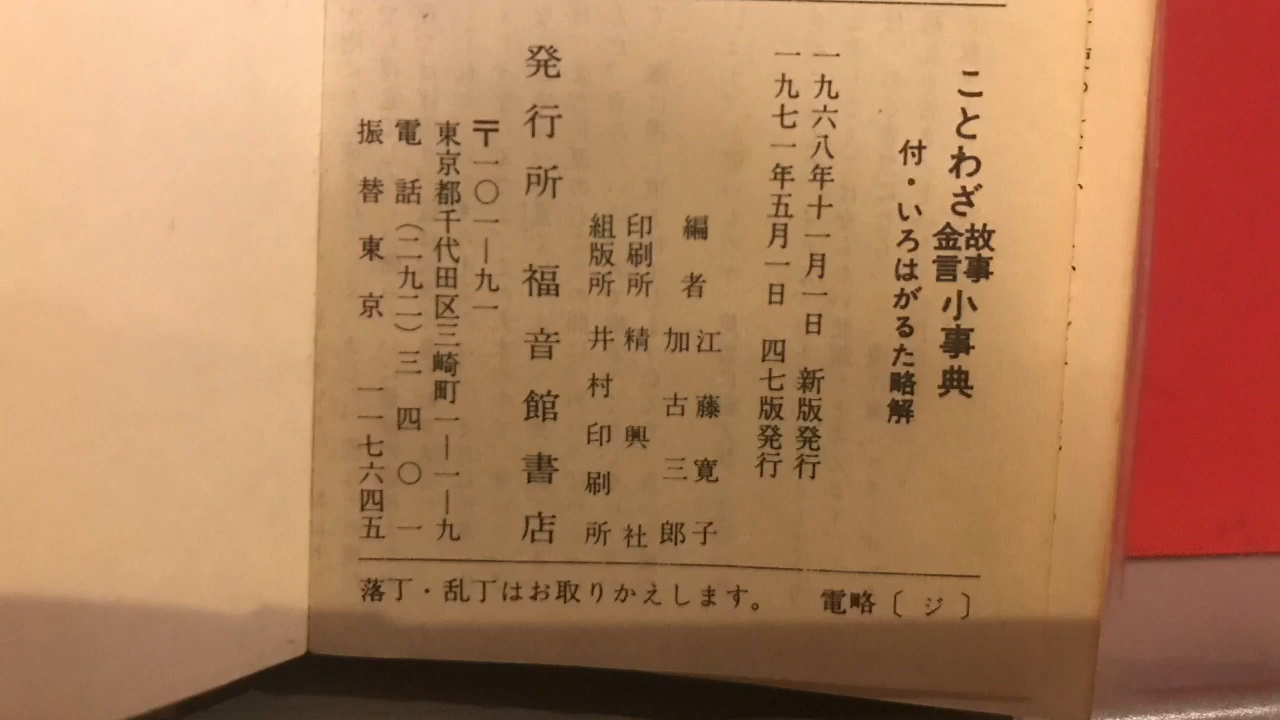 ことわざ故事金言小事典
付・いろはがるた略解
一九六八年十一月一日 新版発行
一九七一年五月一日 四七版発行
編者 江藤寛子
加古三郎
印刷所 精興社
組版所 井村印刷所
発行所 福音館書店
〒一〇一―九一
東京都千代田区三崎町一―一―九
電話(二九二)三四〇一
振替東京 一一七六四五
落丁・乱丁はお取りかえします。 電略〔ジ〕